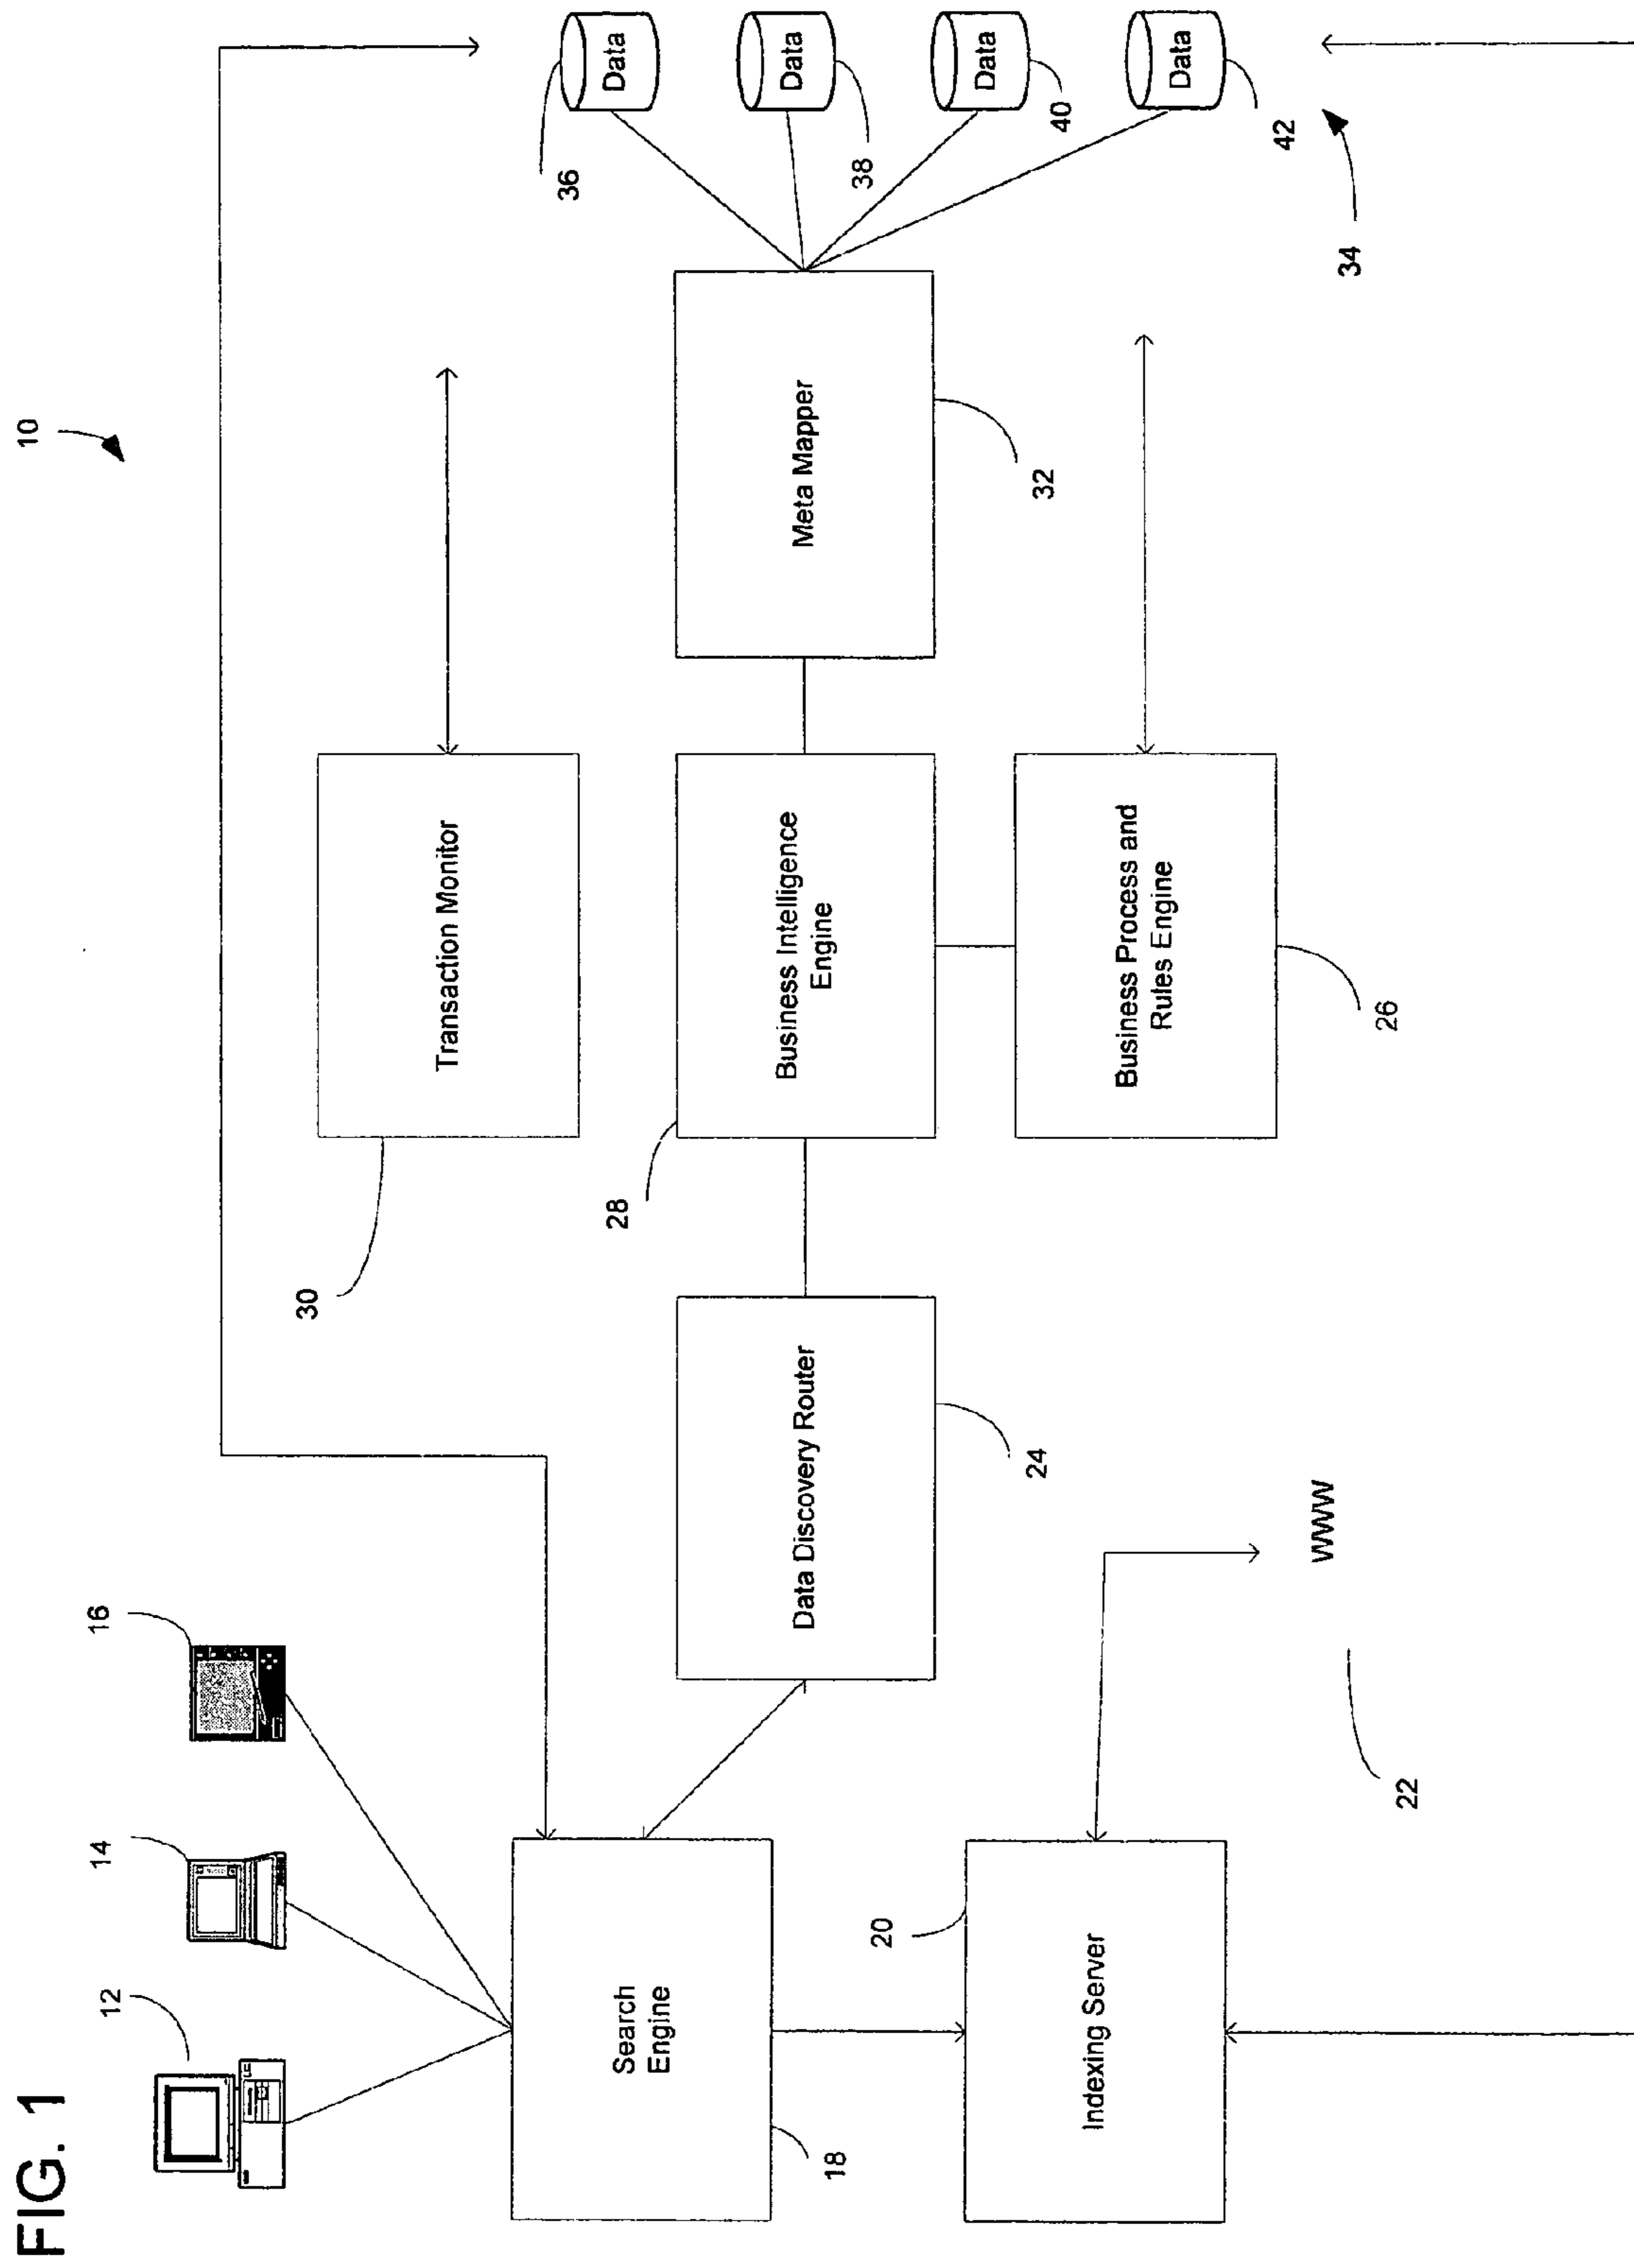 FIG. 1
10
12
14
16
Search
Engine
18
Indexing Server
20
WWW
22
Data Discovery Router
24
Transaction Monitor
30
Business Intelligence
Engine
28
Business Process and
Rules Engine
26
Meta Mapper
32
Data
36
Data
38
Data
40
Data
42
34